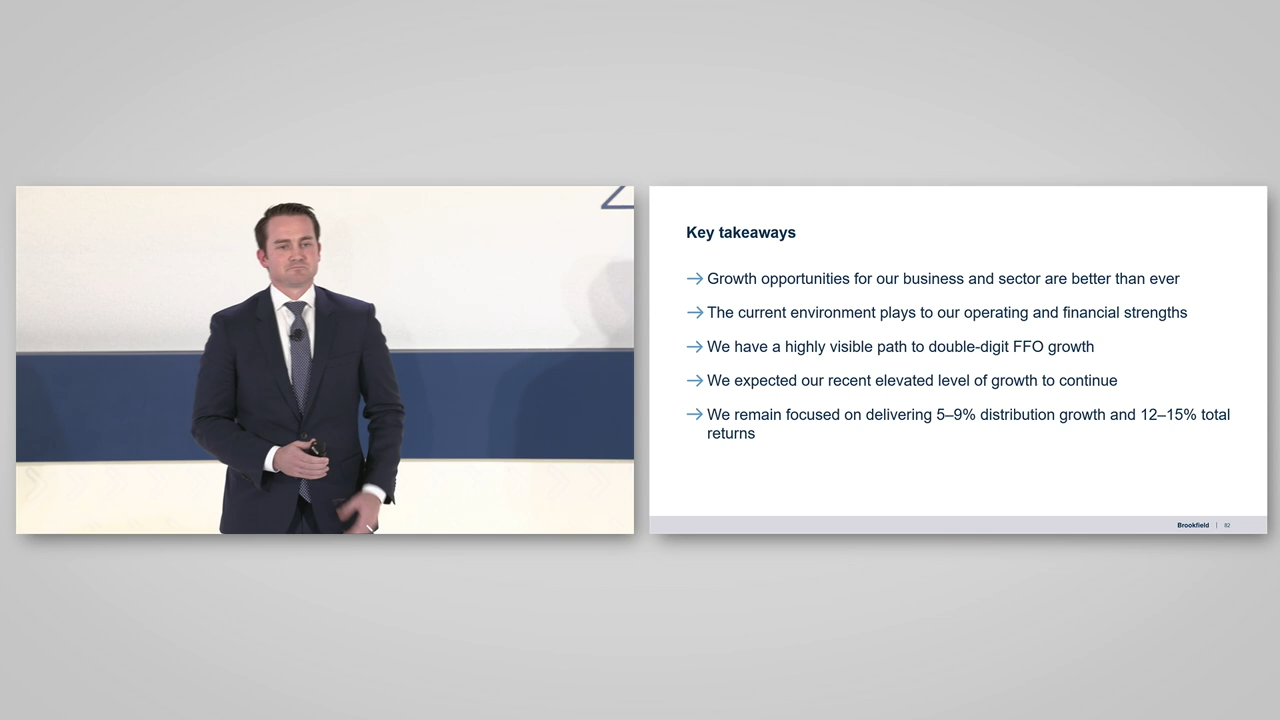 Key takeaways
→ Growth opportunities for our business and sector are better than ever
→ The current environment plays to our operating and financial strengths
→ We have a highly visible path to double-digit FFO growth
→ We expected our recent elevated level of growth to continue
→ We remain focused on delivering 5–9% distribution growth and 12–15% total
returns
Brookfield | 82